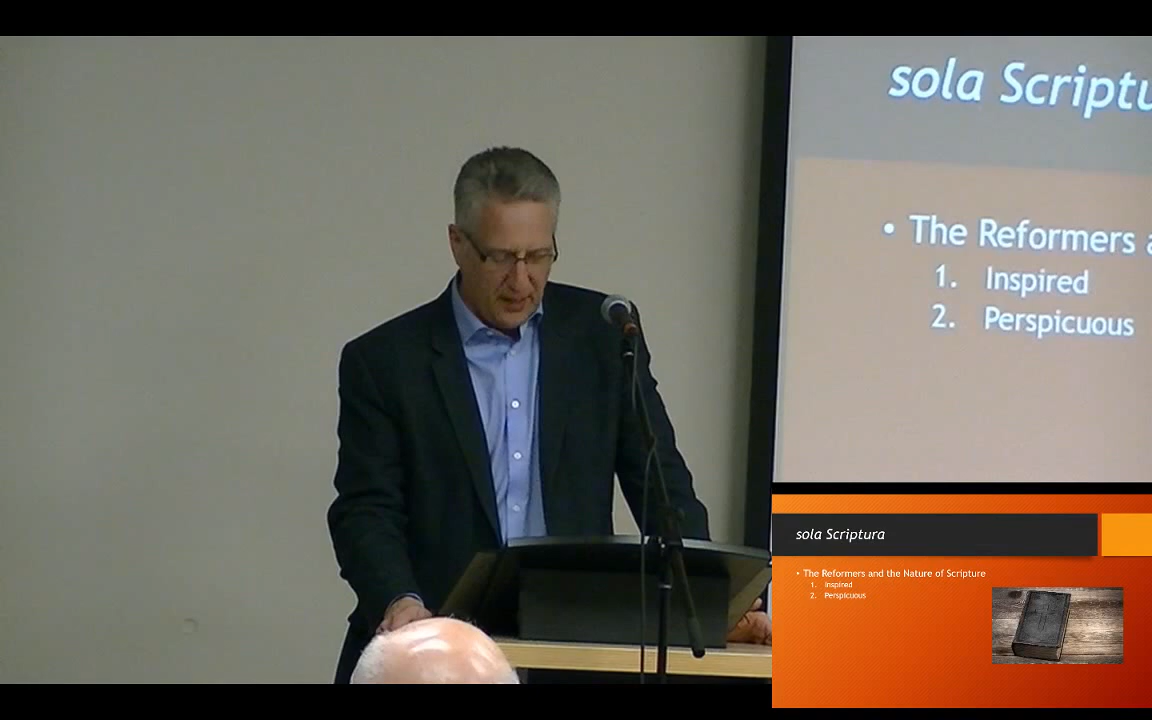 sola Scriptu
• The Reformers a
1. Inspired
2. Perspicuous
sola Scriptura
• The Reformers and the Nature of Scripture
1. Inspired
2. Perspicuous